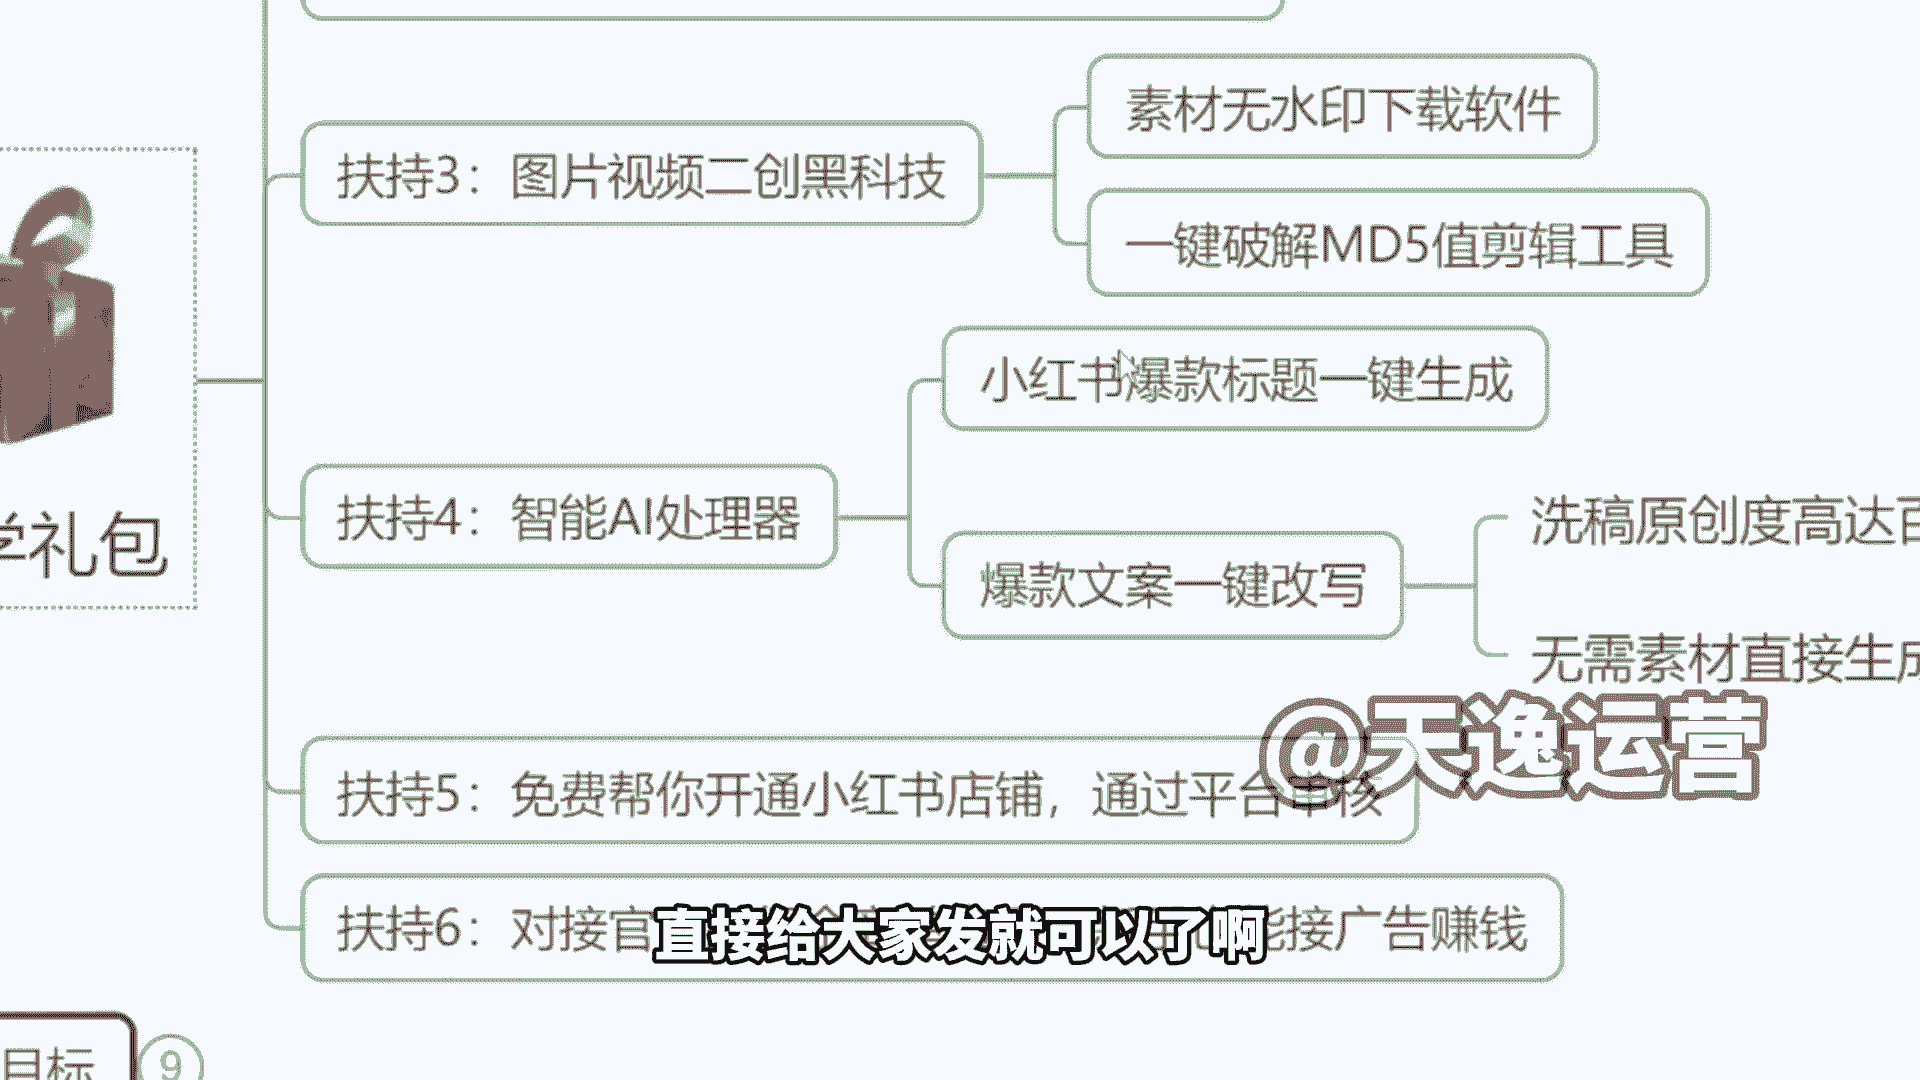 素材无水印下载软件
扶持3：图片视频二创黑科技
一键破解MD5值剪辑工具
小红书爆款标题一键生成
扶持4：智能AI处理器
洗稿原创度高达百
学礼包
爆款文案一键改写
无需素材直接生成
@天逸运营
扶持5：免费帮你开通小红书店铺，通过平台审核
扶持6：对接官
能接广告赚钱
直接给大家发就可以了啊
目标
9